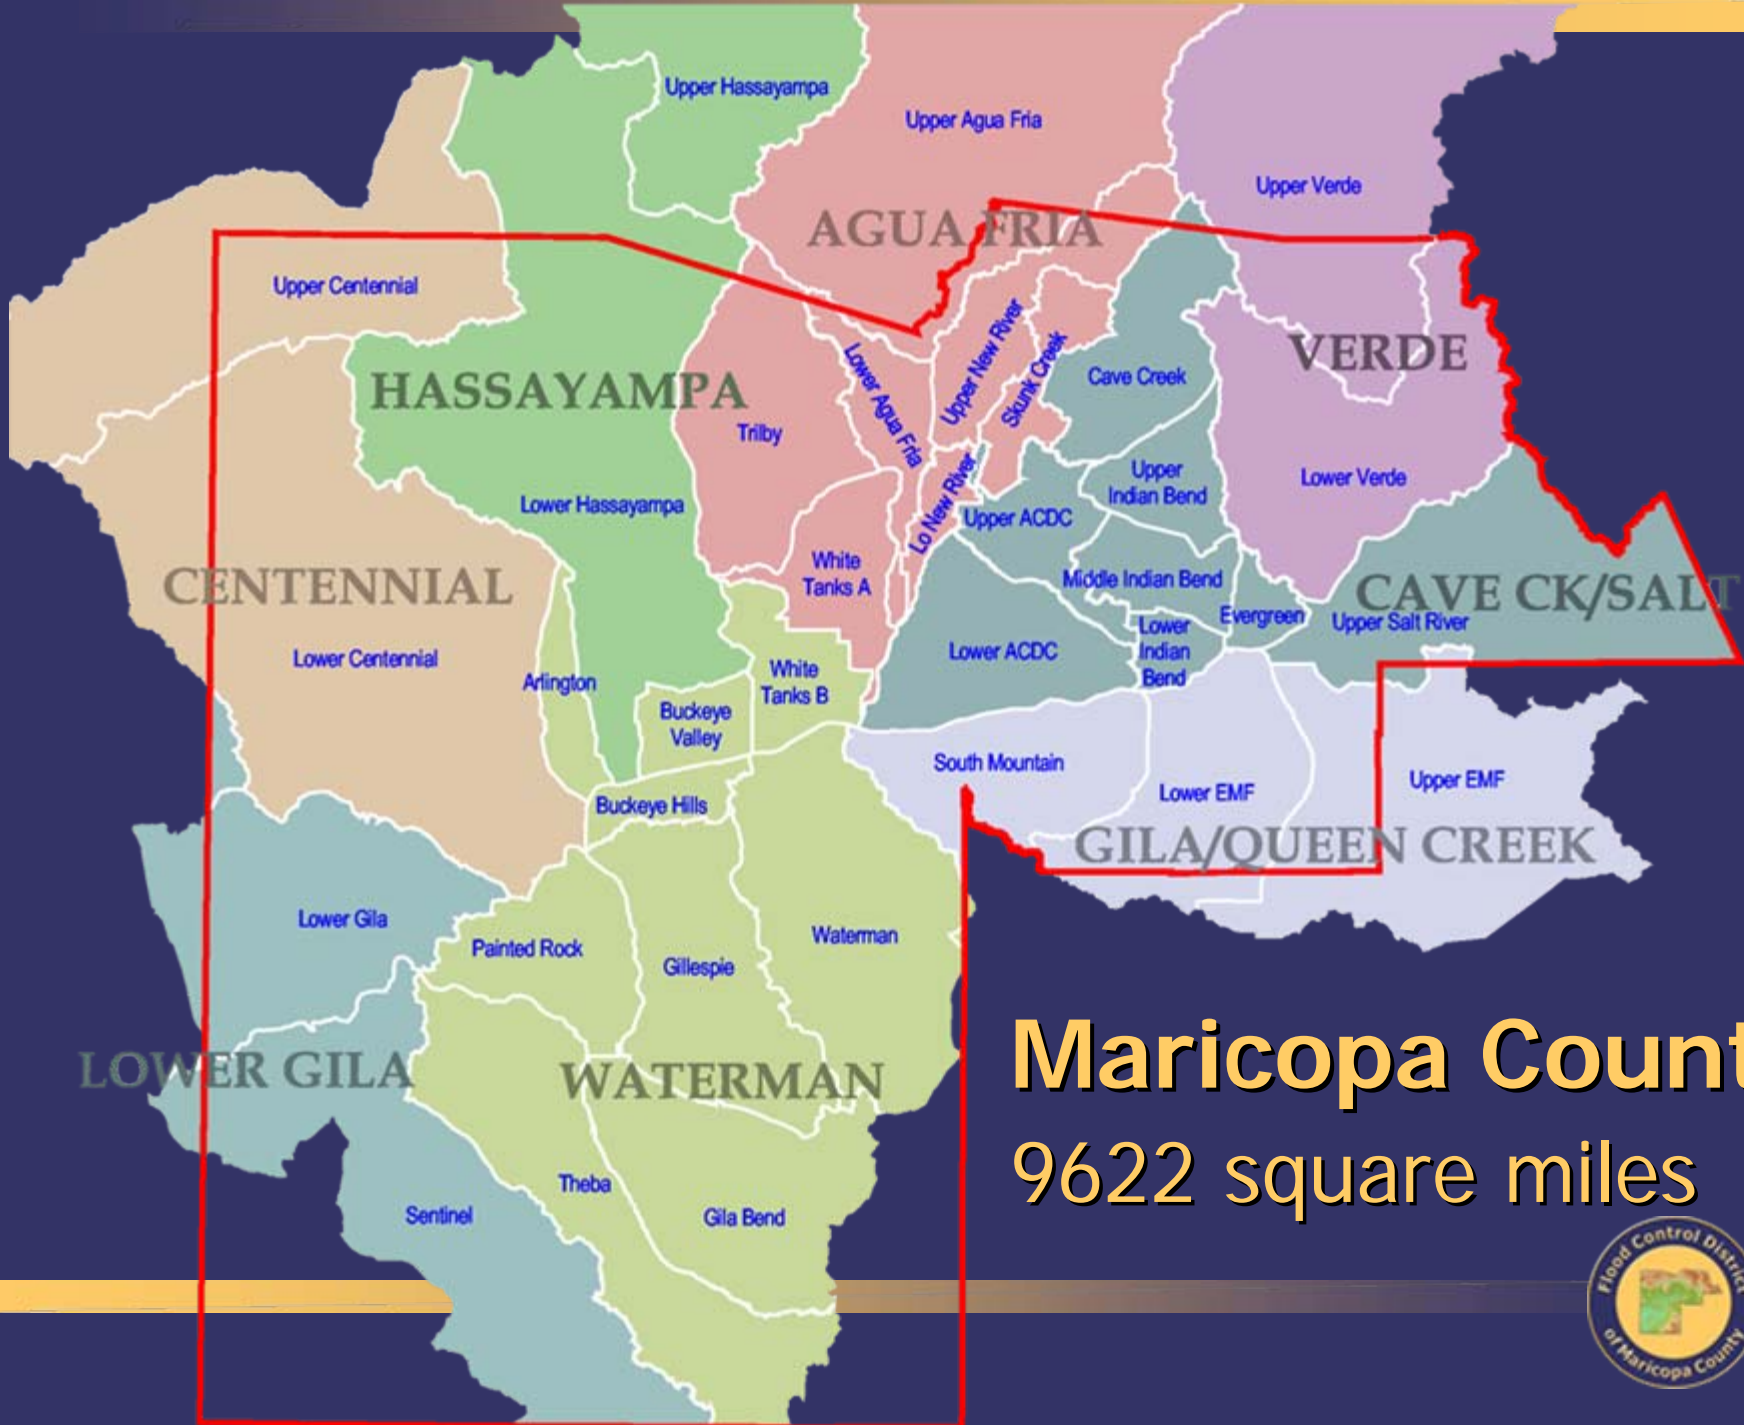 Upper Hassayampa
Upper Agua Fria
Upper Verde
AGUA FRIA
Upper Centennial
VERDE
Upper New River
Skunk Creek
Lower Agua Fria
Cave Creek
HASSAYAMPA
Trilby
Upper
Indian Bend
Lower Verde
Lower Hassayampa
Lo New River
Upper ACDC
White
Tanks A
Middle Indian Bend
CENTENNIAL
CAVE CK/SALT
Evergreen
Upper Salt River
Lower
Indian
Bend
Lower ACDC
Lower Centennial
Arlington
White
Tanks B
Buckeye
Valley
South Mountain
Lower EMF
Upper EMF
Buckeye Hills
GILA/QUEEN CREEK
Lower Gila
Painted Rock
Gillespie
Waterman
LOWER GILA
WATERMAN
Maricopa Count
9622 square miles
Theba
Sentinel
Gila Bend
Flood Control District
of Maricopa County